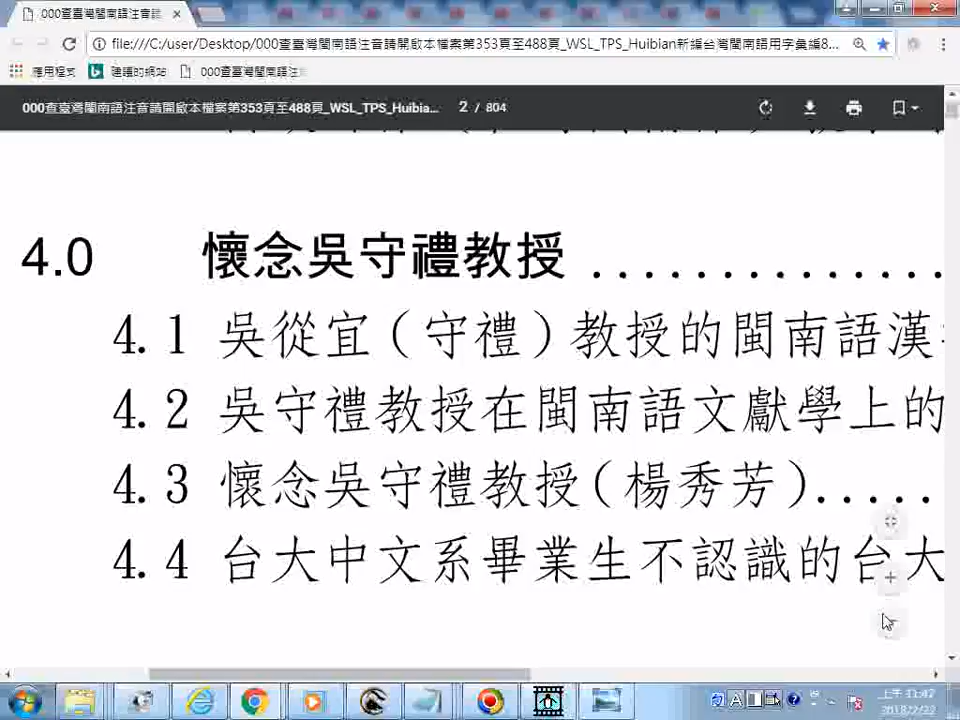 000查臺灣閩南語注音請
file:///C:/user/Desktop/000查臺灣閩南語注音請開啟本檔案第353頁至488頁_WSL_TPS_Huibian新編台灣閩南語用字彙編8...
應用程式 建議的網站 000查臺灣閩南語注
000查臺灣閩南語注音請開啟本檔案第353頁至488頁_WSL_TPS_Huibia... 2 / 804
4.0 懷念吳守禮教授 ..............
4.1 吳從宜(守禮)教授的閩南語漢
4.2 吳守禮教授在閩南語文獻學上的
4.3 懷念吳守禮教授(楊秀芳).....
4.4 台大中文系畢業生不認識的台大
上午 11:47
2018/2/22